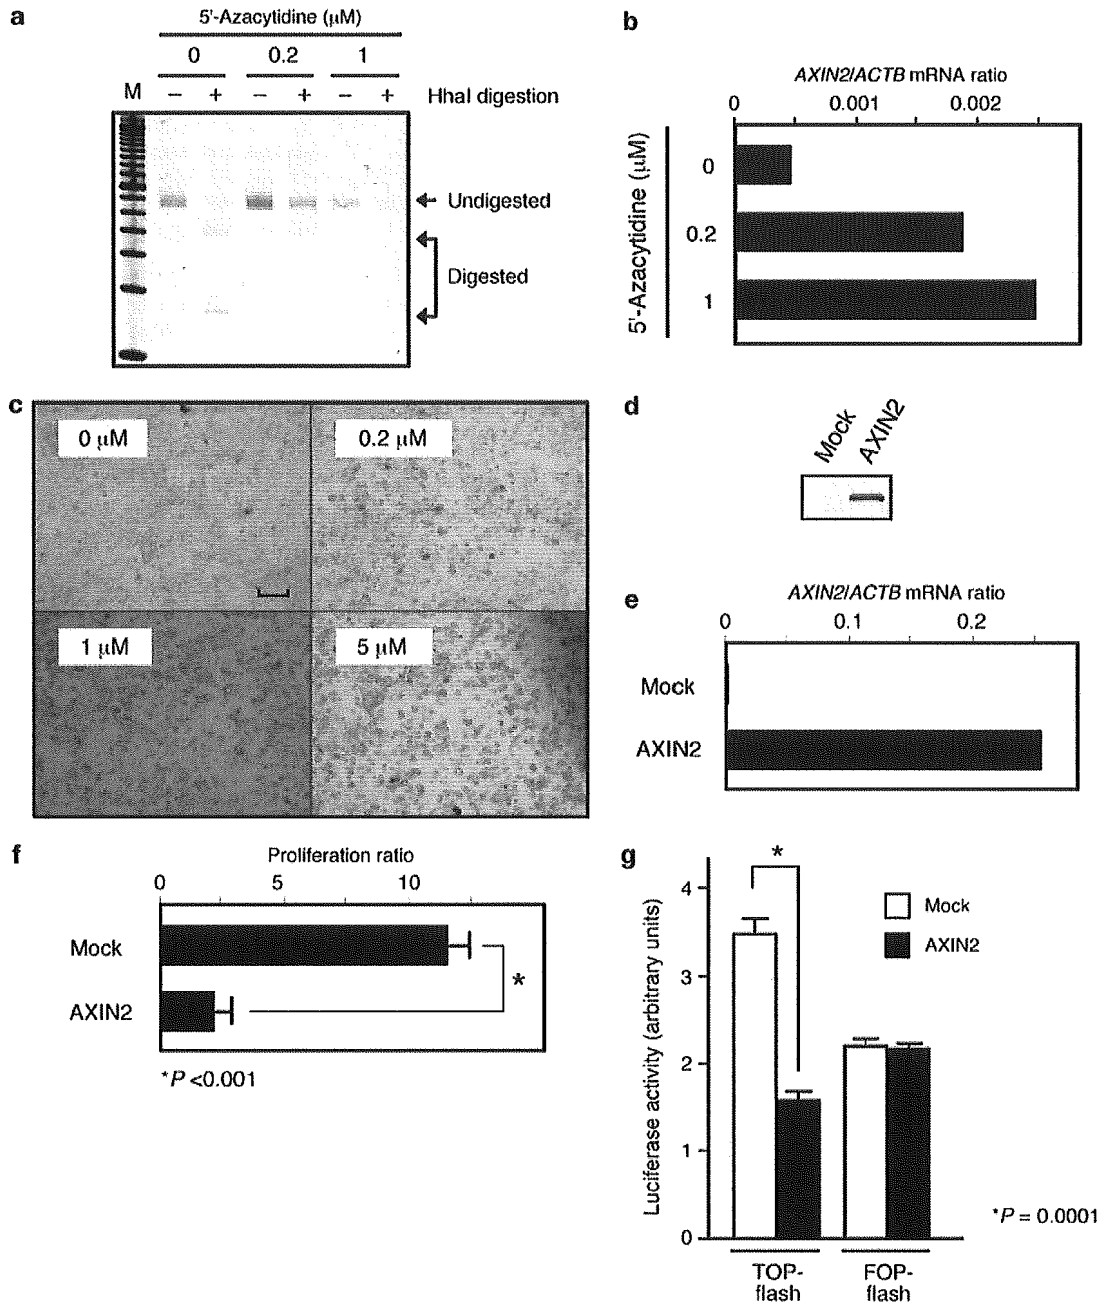 a
5'-Azacytidine (μM)
0 0.2 1
M − + − + − + HhaI digestion
Undigested
Digested
b
AXIN2/ACTB mRNA ratio
0 0.001 0.002
5'-Azacytidine (μM)
0
0.2
1
c
0 μM
0.2 μM
1 μM
5 μM
d
Mock
AXIN2
e
AXIN2/ACTB mRNA ratio
0 0.1 0.2
Mock
AXIN2
f
Proliferation ratio
0 5 10
Mock
AXIN2
*
*P <0.001
g
Luciferase activity (arbitrary units)
4
3
2
1
0
*
Mock
AXIN2
*P = 0.0001
TOP-
flash
FOP-
flash